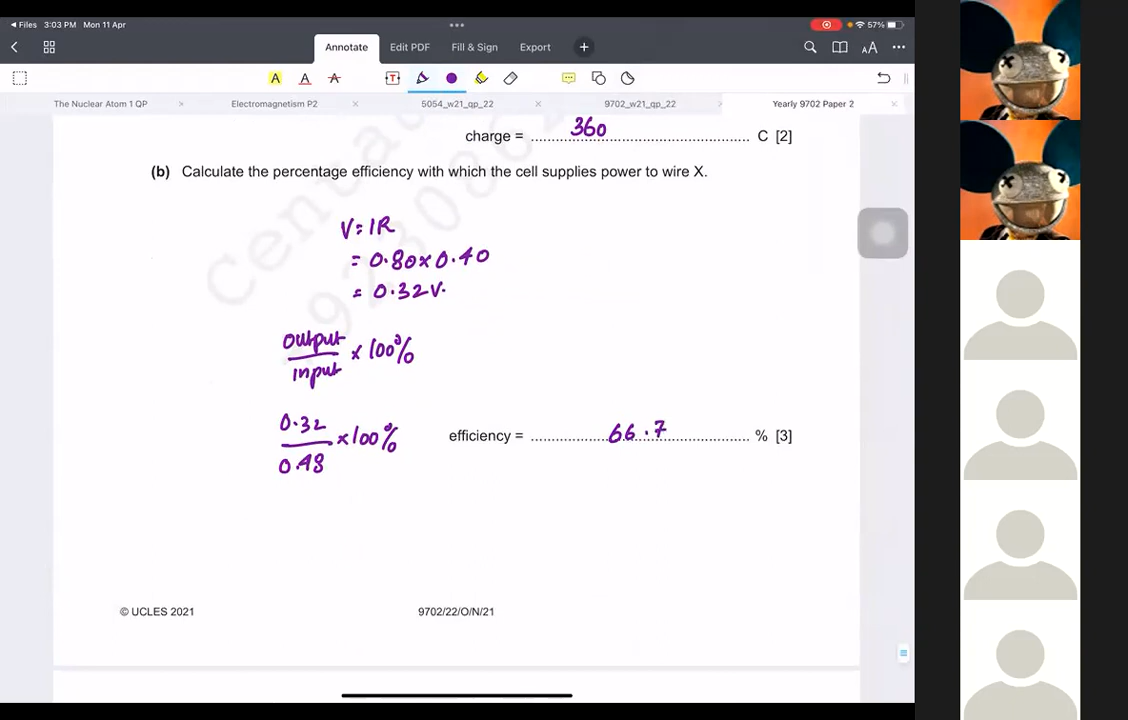 Files 3:03 PM Mon 11 Apr 57%
Annotate Edit PDF Fill & Sign Export
The Nuclear Atom 1 QP Electromagnetism P2 5054_w21_qp_22 9702_w21_qp_22 Yearly 9702 Paper 2
charge = 360 C [2]
(b) Calculate the percentage efficiency with which the cell supplies power to wire X.
V = IR
= 0.80 × 0.40
= 0.32 V.
output
× 100%
input
0.32
× 100%
0.48
efficiency = 66.7 % [3]
© UCLES 2021 9702/22/O/N/21